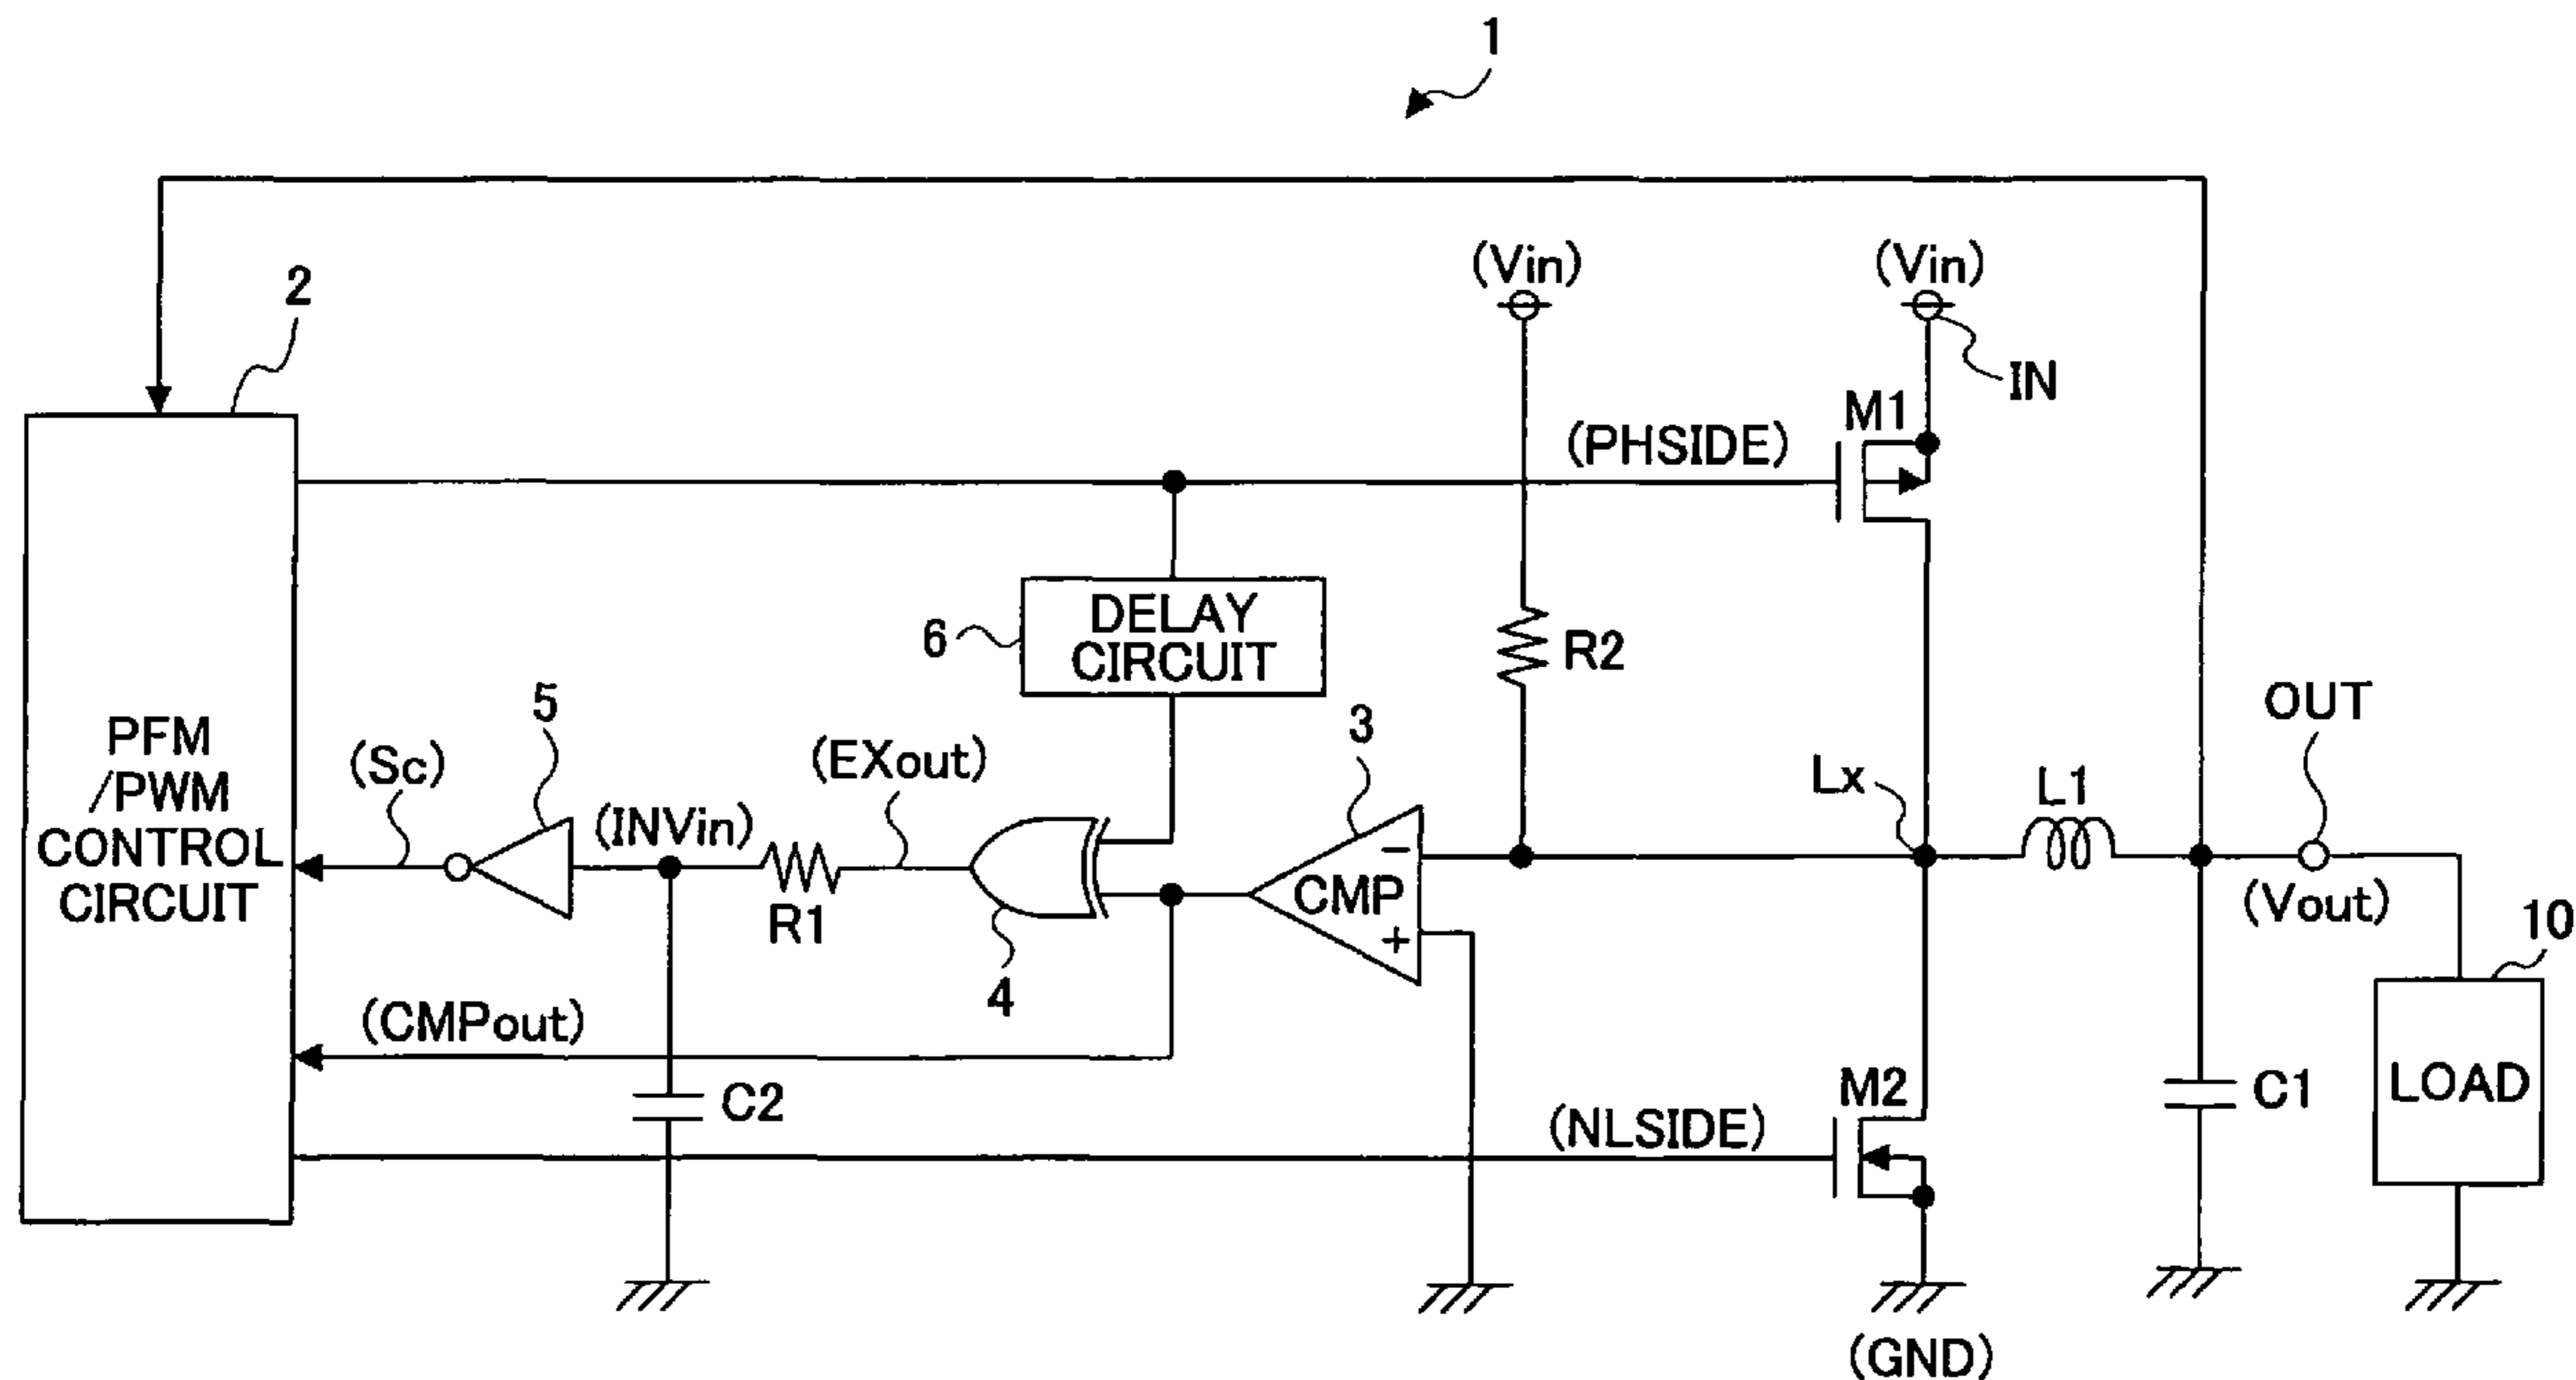 1
2
(Vin)
(Vin)
IN
M1
(PHSIDE)
DELAY
CIRCUIT
6
R2
OUT
PFM
/PWM
CONTROL
CIRCUIT
(Sc)
5
(INVin)
(EXout)
3
Lx
L1
R1
4
CMP
−
+
(Vout)
10
(CMPout)
C2
M2
(NLSIDE)
C1
LOAD
(GND)